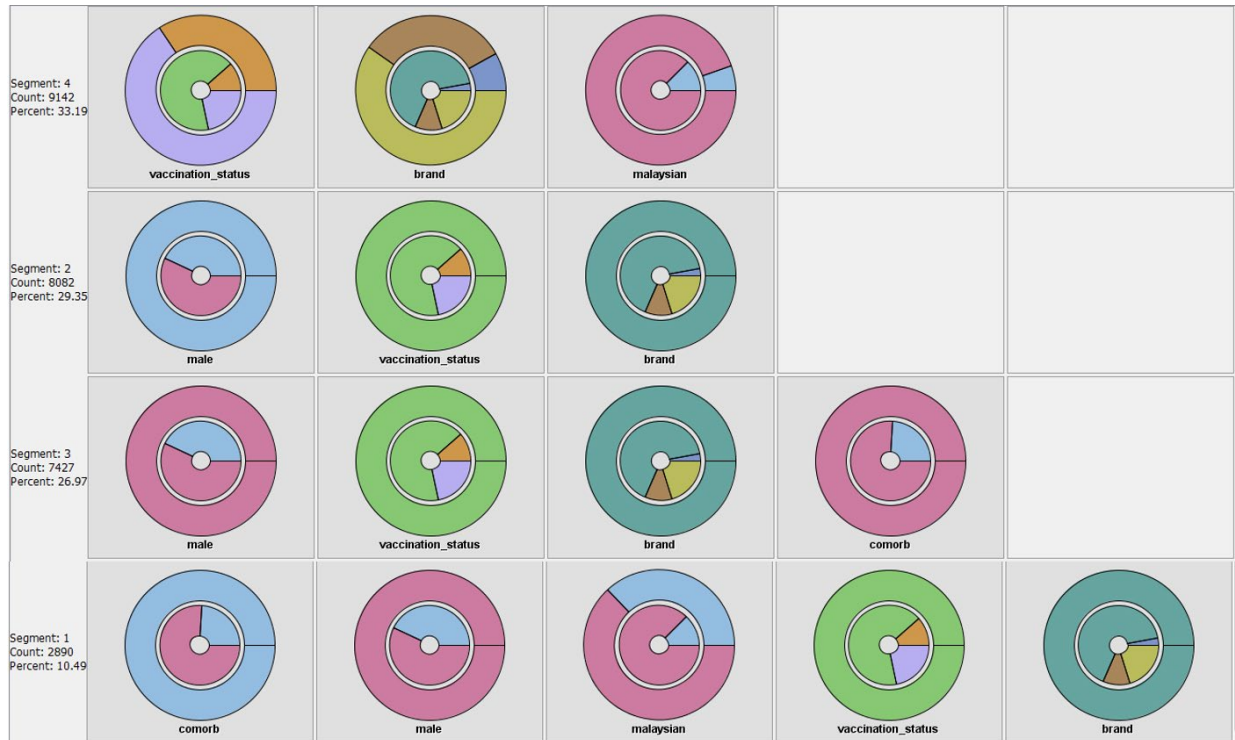 Segment: 4
Count: 9142
Percent: 33.19
vaccination_status
brand
malaysian
Segment: 2
Count: 8082
Percent: 29.35
male
vaccination_status
brand
Segment: 3
Count: 7427
Percent: 26.97
male
vaccination_status
brand
comorb
Segment: 1
Count: 2890
Percent: 10.49
comorb
male
malaysian
vaccination_status
brand